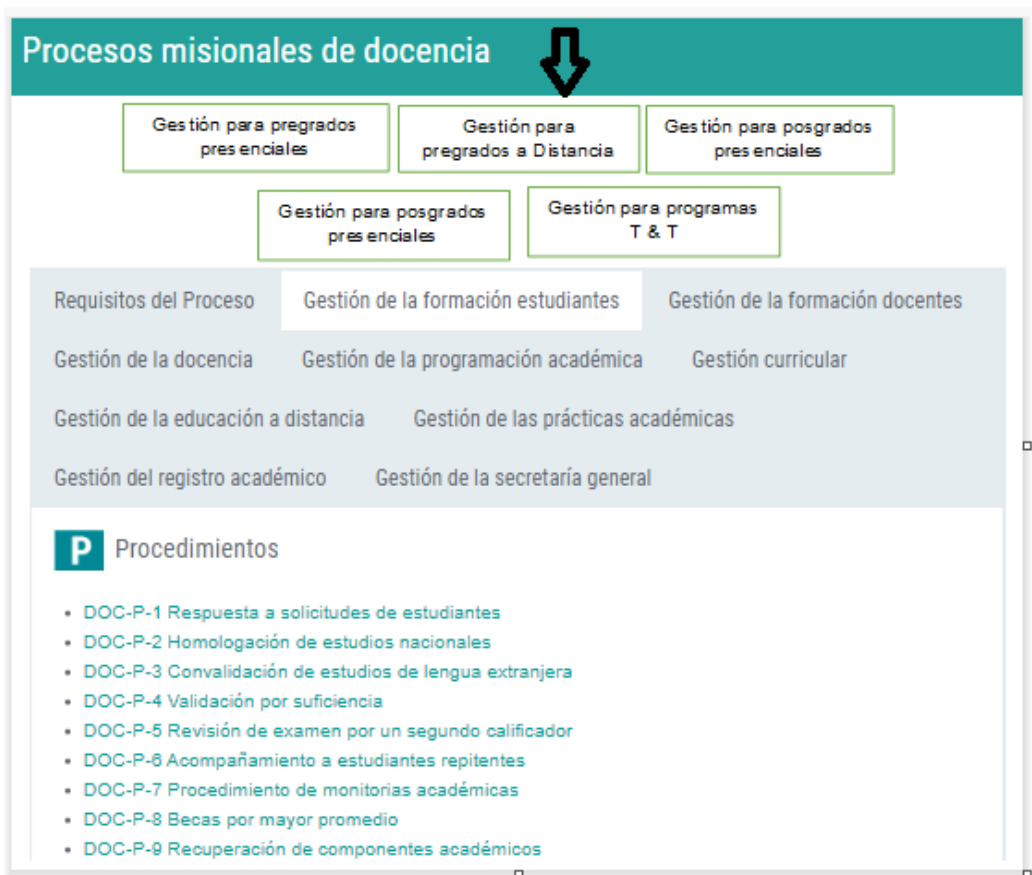 Procesos misionales de docencia
Gestión para pregrados
presenciales
Gestión para
pregrados a Distancia
Gestión para posgrados
presenciales
Gestión para posgrados
presenciales
Gestión para programas
T & T
Requisitos del Proceso
Gestión de la formación estudiantes
Gestión de la formación docentes
Gestión de la docencia
Gestión de la programación académica
Gestión curricular
Gestión de la educación a distancia
Gestión de las prácticas académicas
Gestión del registro académico
Gestión de la secretaría general
P Procedimientos
• DOC-P-1 Respuesta a solicitudes de estudiantes
• DOC-P-2 Homologación de estudios nacionales
• DOC-P-3 Convalidación de estudios de lengua extranjera
• DOC-P-4 Validación por suficiencia
• DOC-P-5 Revisión de examen por un segundo calificador
• DOC-P-6 Acompañamiento a estudiantes repitentes
• DOC-P-7 Procedimiento de monitorias académicas
• DOC-P-8 Becas por mayor promedio
• DOC-P-9 Recuperación de componentes académicos